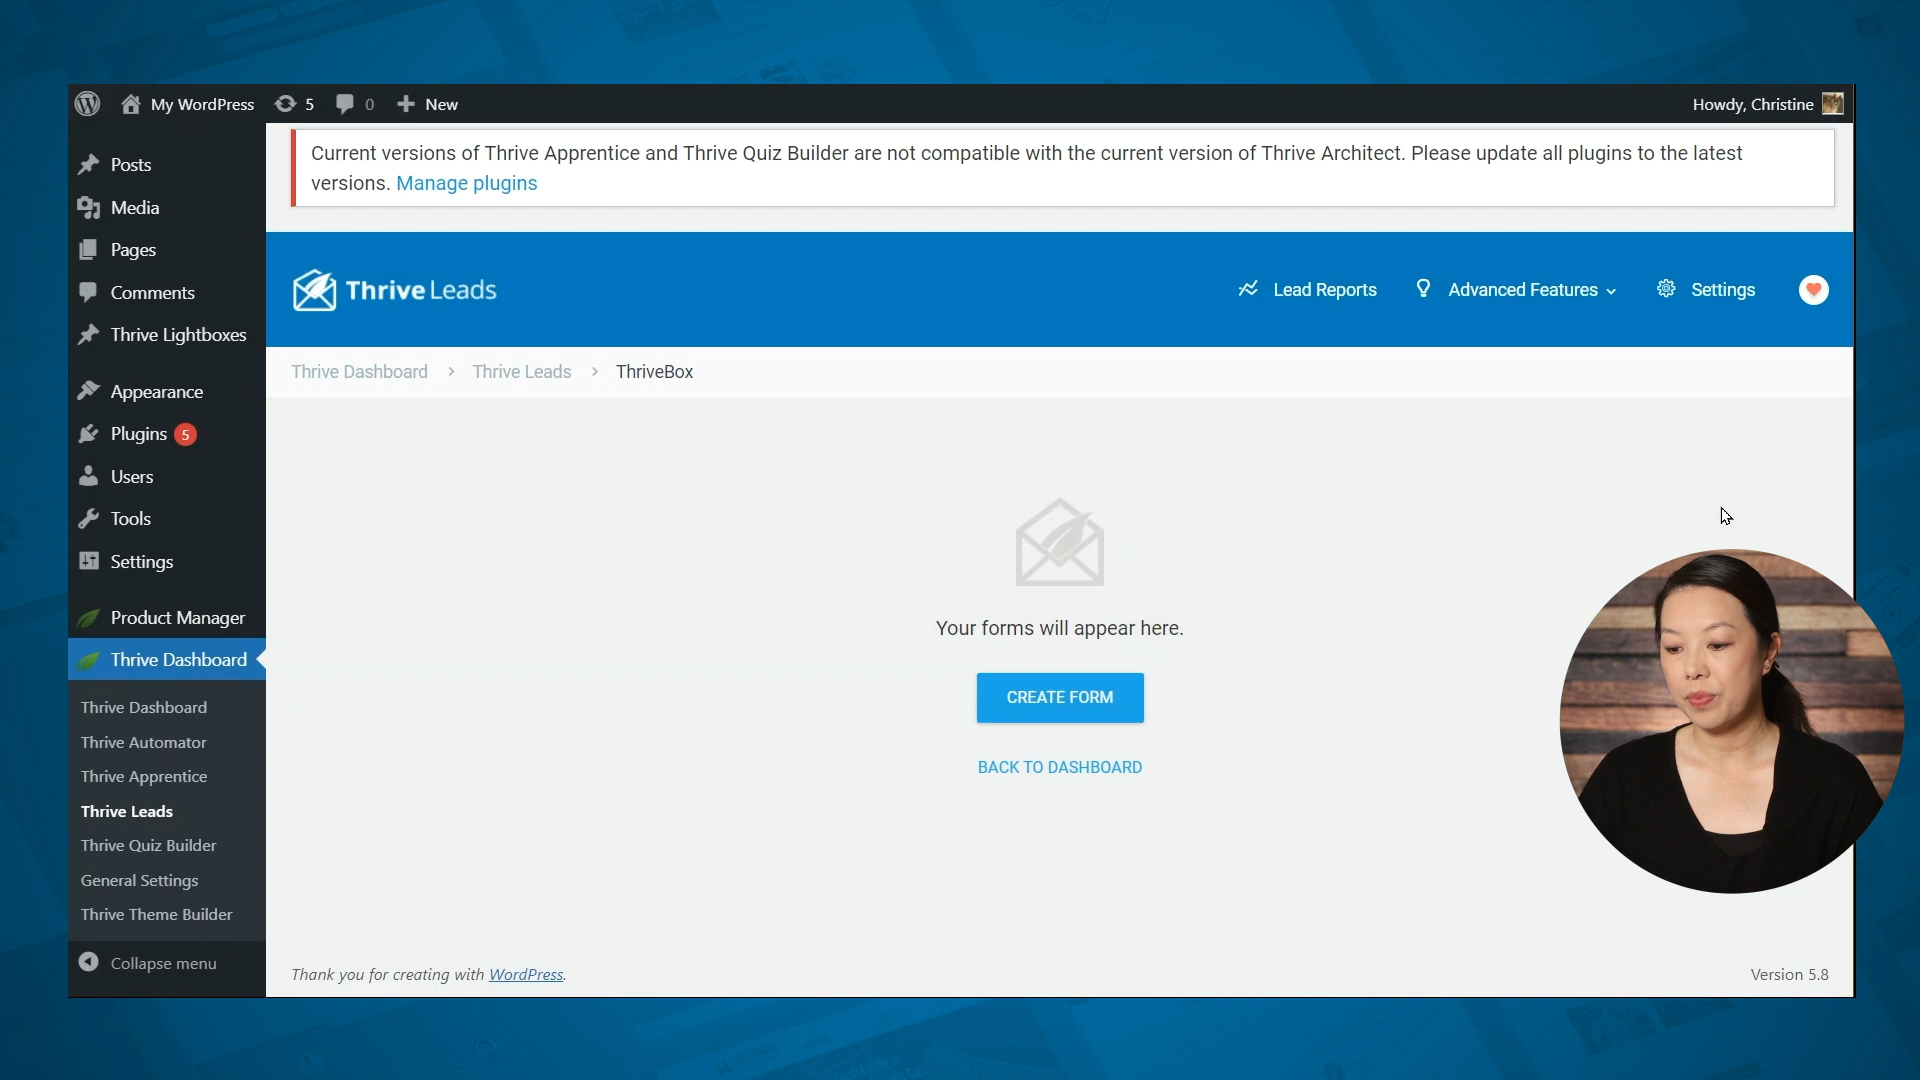 My WordPress 5 0 New Howdy, Christine
Posts
Media
Pages
Comments
Thrive Lightboxes
Appearance
Plugins 5
Users
Tools
Settings
Product Manager
Thrive Dashboard
Thrive Dashboard
Thrive Automator
Thrive Apprentice
Thrive Leads
Thrive Quiz Builder
General Settings
Thrive Theme Builder
Collapse menu
Current versions of Thrive Apprentice and Thrive Quiz Builder are not compatible with the current version of Thrive Architect. Please update all plugins to the latest
versions. Manage plugins
Thrive Leads Lead Reports Advanced Features Settings
Thrive Dashboard > Thrive Leads > ThriveBox
Your forms will appear here.
CREATE FORM
BACK TO DASHBOARD
Thank you for creating with WordPress. Version 5.8